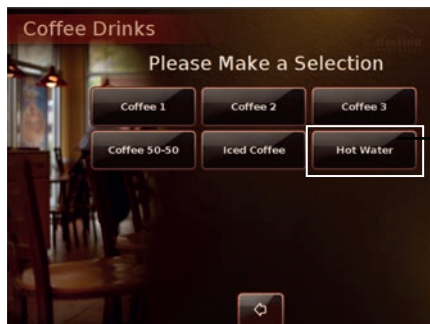 Coffee Drinks
Please Make a Selection
Coffee 1 Coffee 2 Coffee 3
Coffee 50-50 Iced Coffee Hot Water